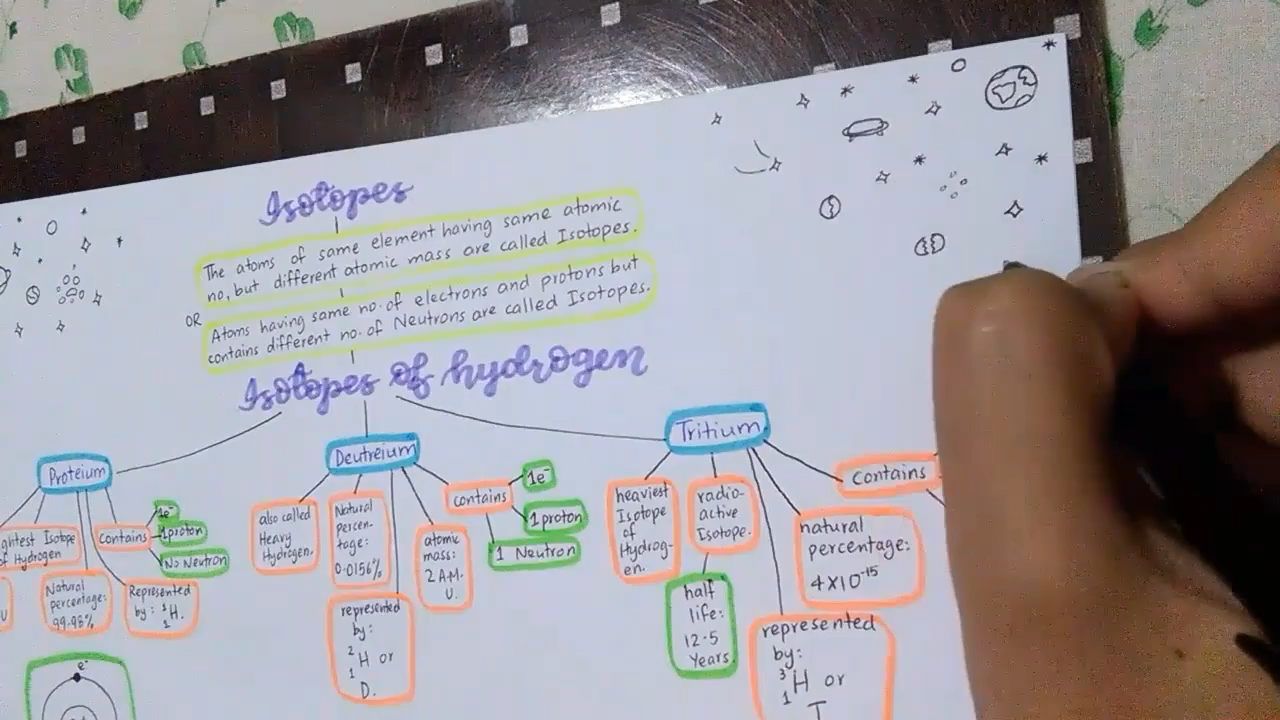 Isotopes
The atoms of same element having same atomic
no, but different atomic mass are called Isotopes.
OR
Atoms having same no. of electrons and protons but
contains different no. of Neutrons are called Isotopes.
Isotopes of hydrogen
Proteium
Isotope
of Hydrogen
U
Natural
percentage:
99.98%
Represented
by: ¹₁H.
contains
1e⁻
1 proton
No Neutron
e⁻
Deutreium
also called
Heavy
Hydrogen.
Natural
percen-
tage:
0.0156%
represented
by:
²₁H or
D.
atomic
mass:
2 A.M.
U.
contains
1e⁻
1 proton
1 Neutron
Tritium
heaviest
Isotope
of
Hydrog-
en.
radio-
active
Isotope.
half
life:
12.5
Years.
represented
by:
³₁H or
T
natural
percentage:
4X10⁻¹⁵
contains